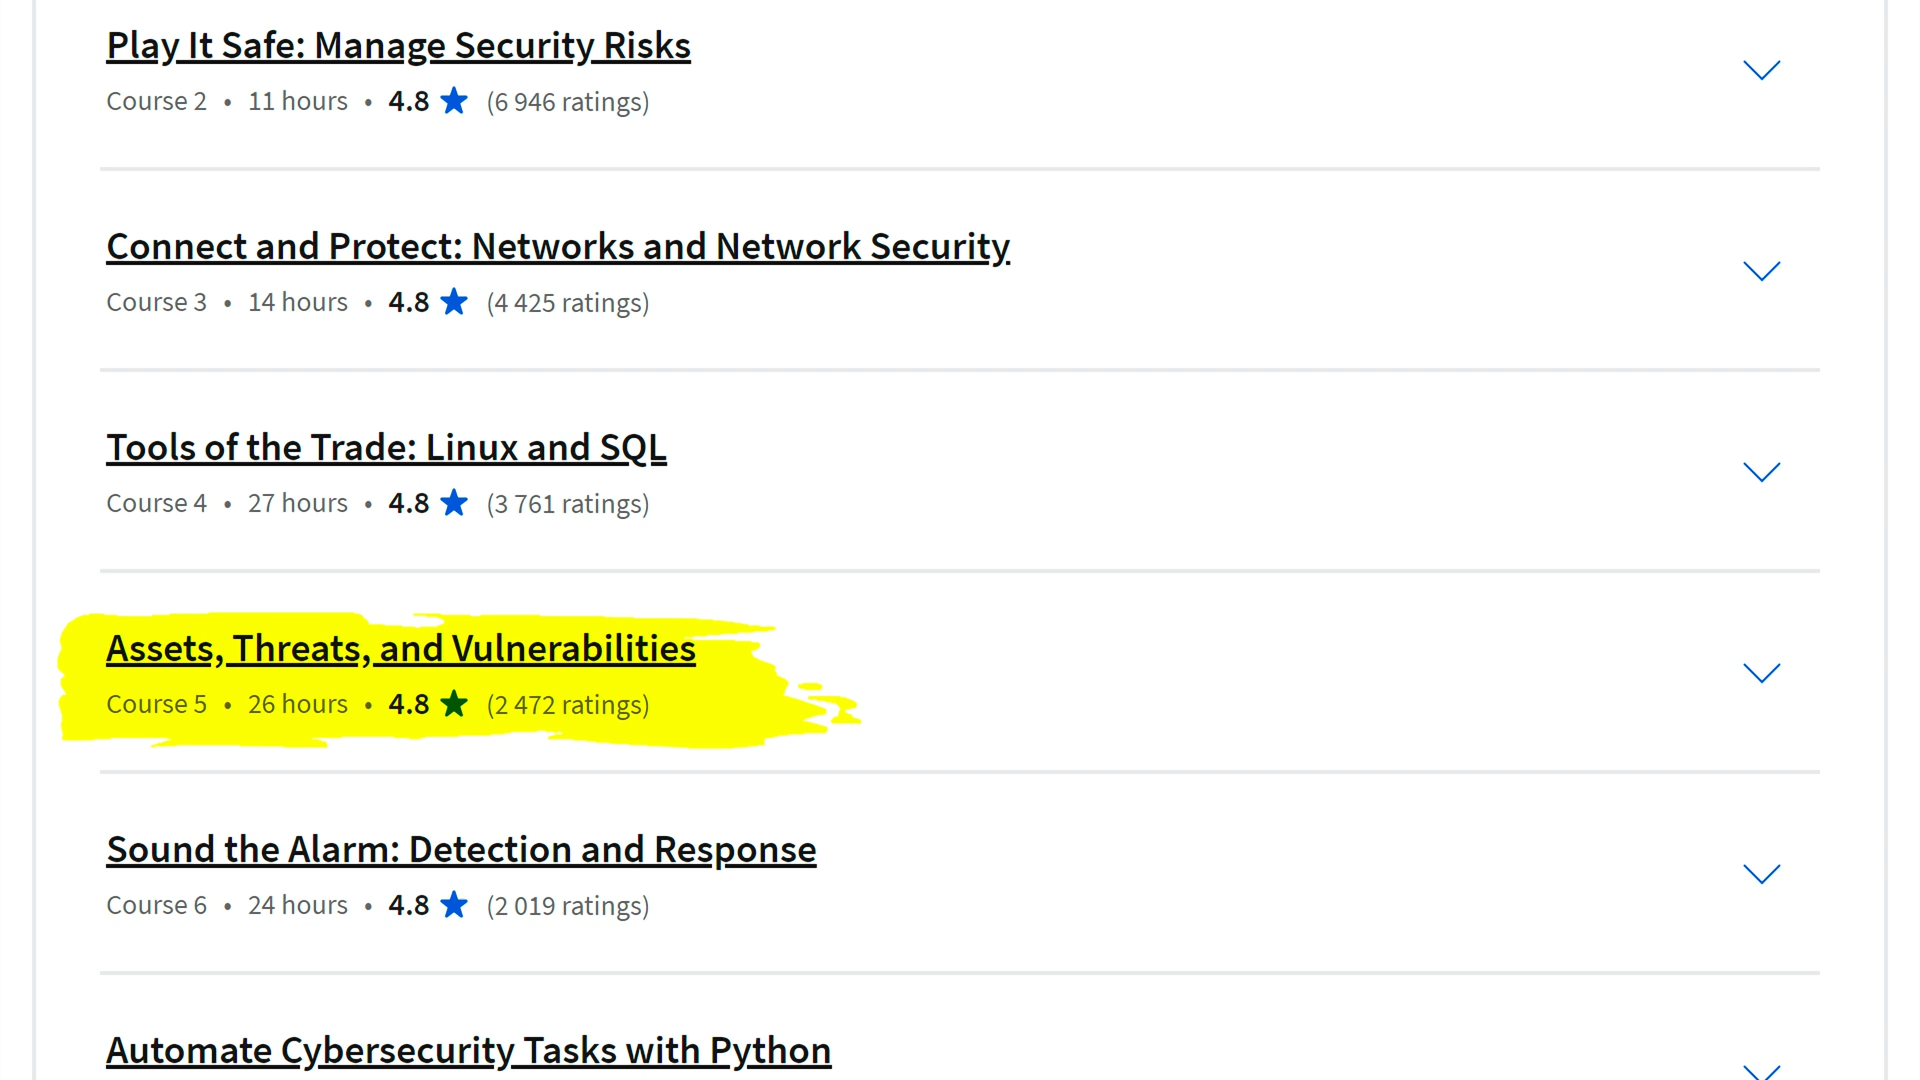 Play It Safe: Manage Security Risks
Course 2 • 11 hours • 4.8 ★ (6 946 ratings)
Connect and Protect: Networks and Network Security
Course 3 • 14 hours • 4.8 ★ (4 425 ratings)
Tools of the Trade: Linux and SQL
Course 4 • 27 hours • 4.8 ★ (3 761 ratings)
Assets, Threats, and Vulnerabilities
Course 5 • 26 hours • 4.8 ★ (2 472 ratings)
Sound the Alarm: Detection and Response
Course 6 • 24 hours • 4.8 ★ (2 019 ratings)
Automate Cybersecurity Tasks with Python